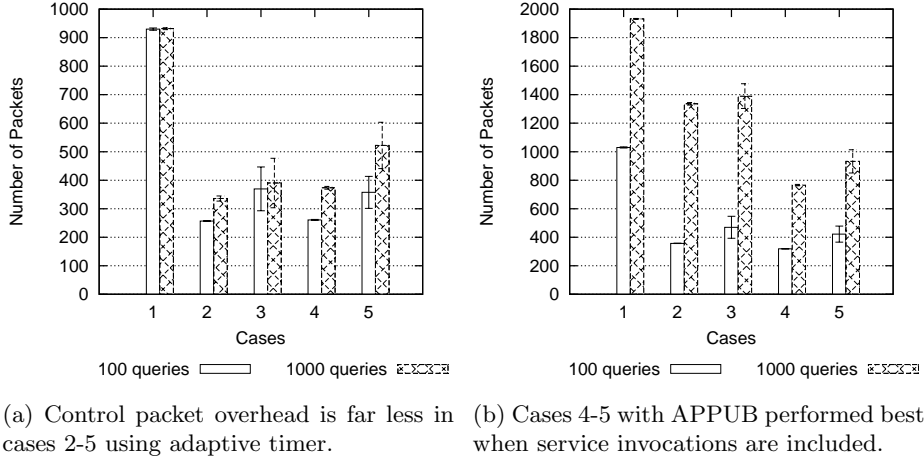 1000
900
800
700
600
500
400
300
200
100
0
Number of Packets
1 2 3 4 5
Cases
100 queries
1000 queries
2000
1800
1600
1400
1200
1000
800
600
400
200
0
Number of Packets
1 2 3 4 5
Cases
100 queries
1000 queries
(a) Control packet overhead is far less in
cases 2-5 using adaptive timer.
(b) Cases 4-5 with APPUB performed best
when service invocations are included.